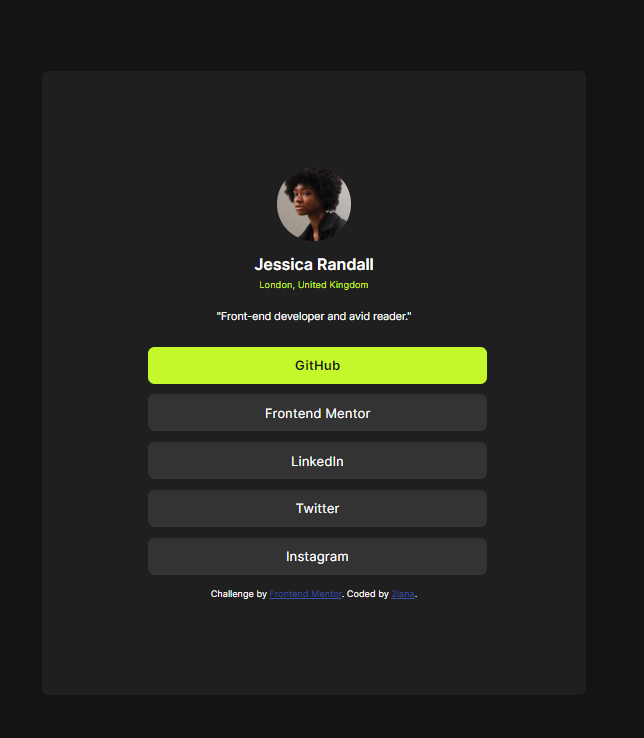 Jessica Randall
London, United Kingdom
"Front-end developer and avid reader."
GitHub
Frontend Mentor
LinkedIn
Twitter
Instagram
Challenge by Frontend Mentor. Coded by 2lana.